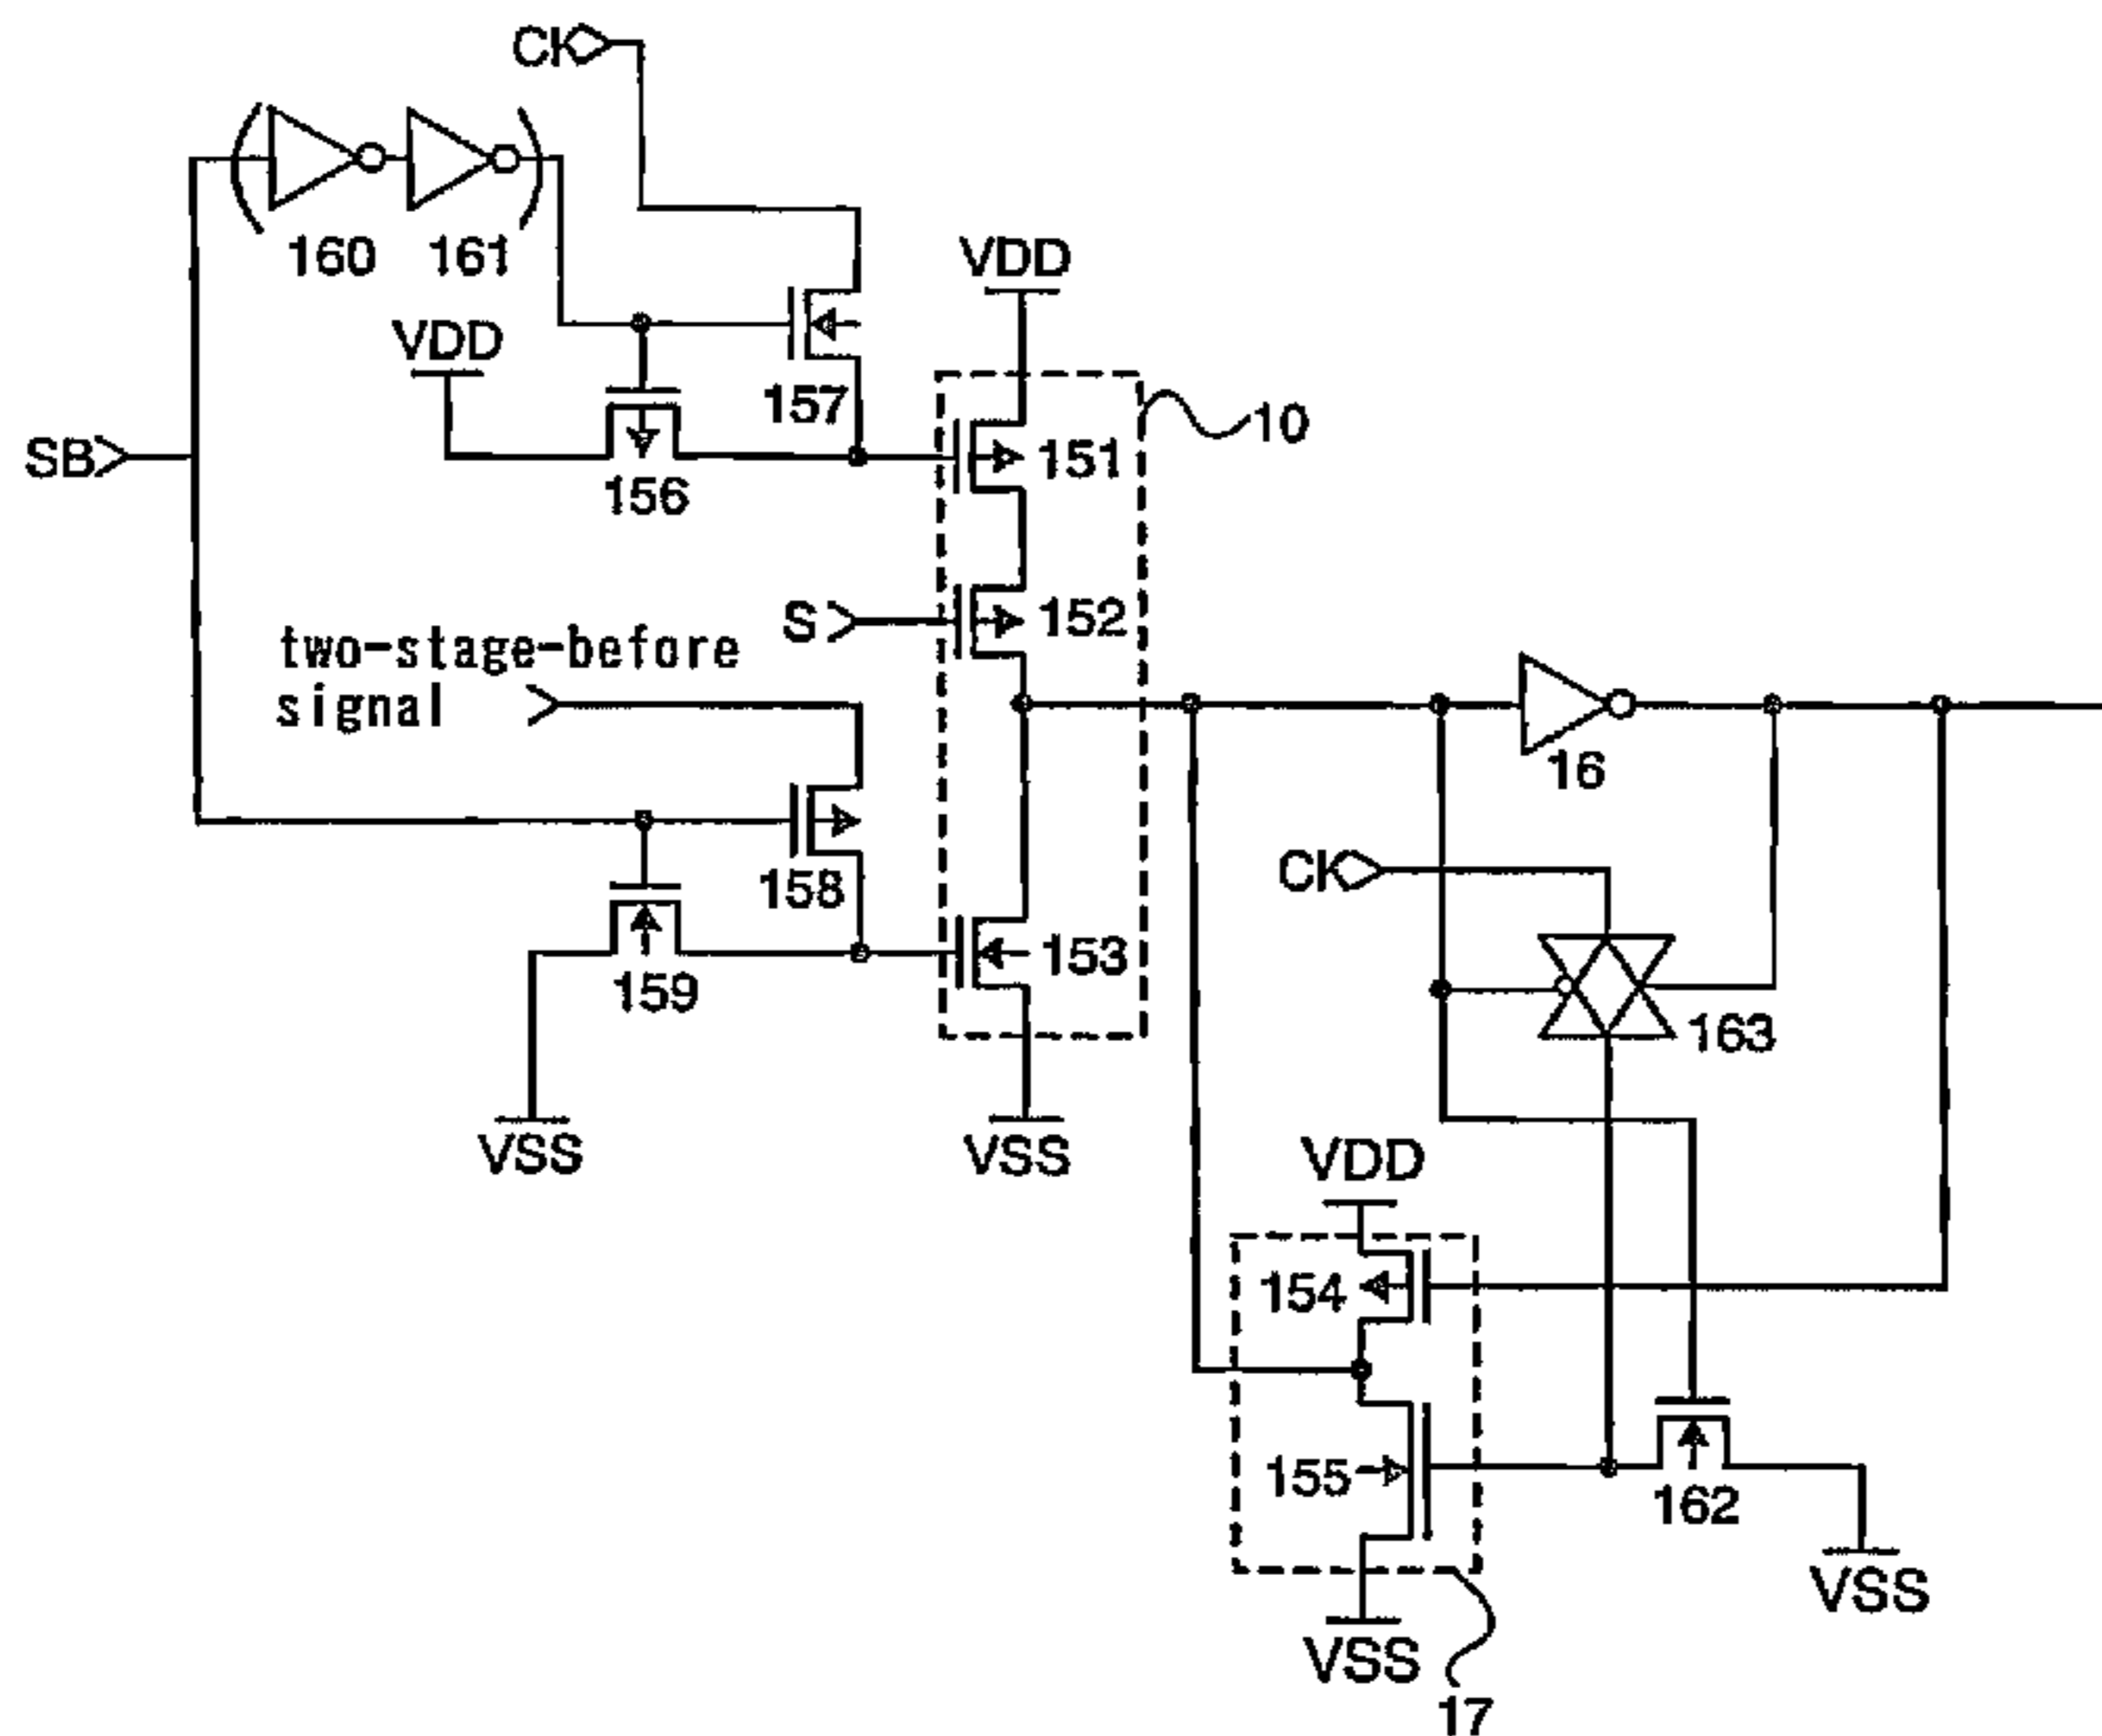 CK
160
161
VDD
VDD
157
10
151
SB
156
S
152
two-stage-before
signal
16
158
CK
153
159
163
VSS
VSS
VDD
154
155
162
VSS
VSS
17